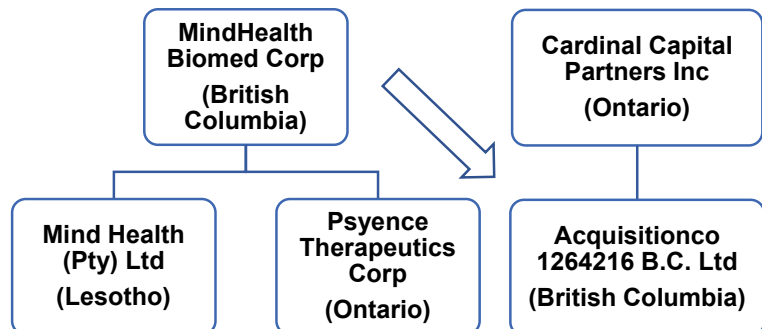 MindHealth
Biomed Corp
(British
Columbia)
Cardinal Capital
Partners Inc
(Ontario)
Mind Health
(Pty) Ltd
(Lesotho)
Psyence
Therapeutics
Corp
(Ontario)
Acquisitionco
1264216 B.C. Ltd
(British Columbia)